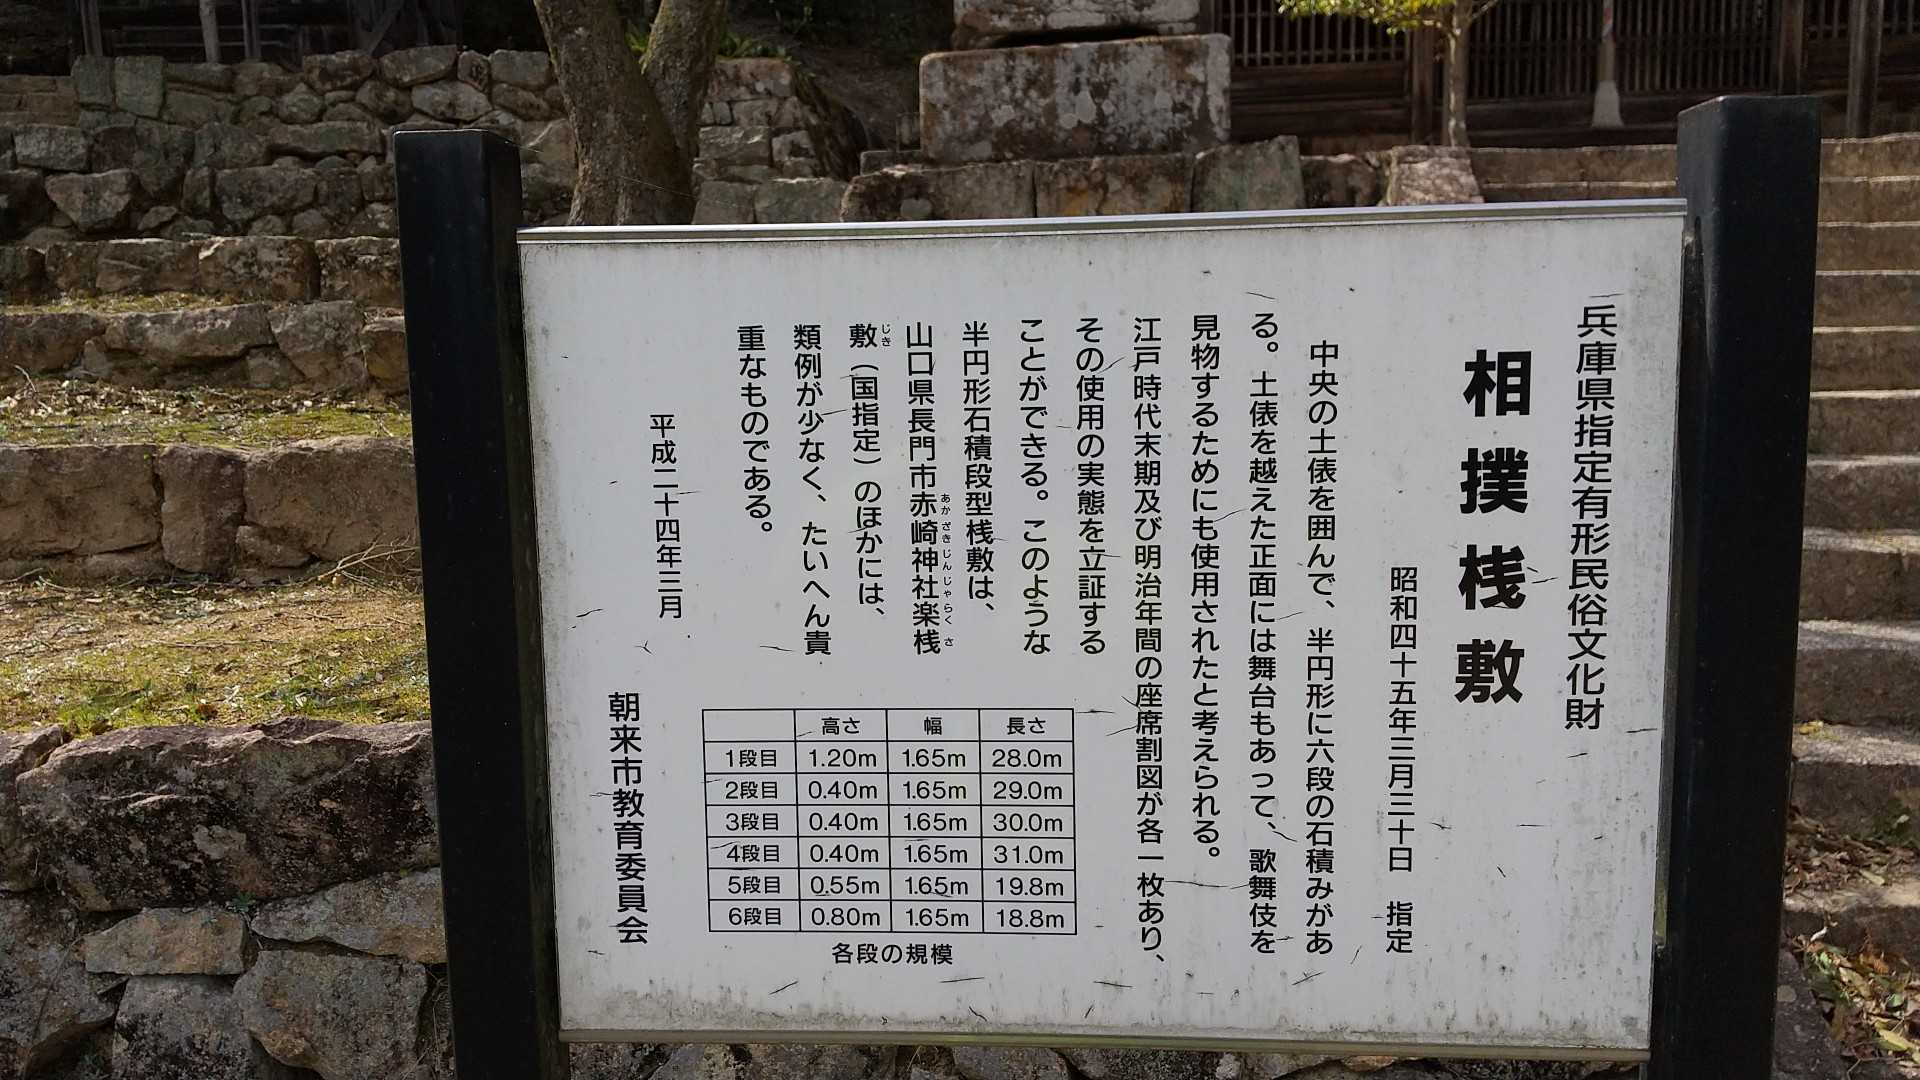 兵庫県指定有形民俗文化財
相撲桟敷
昭和四十五年三月三十日 指定
中央の土俵を囲んで、半円形に六段の石積みがあ
る。土俵を越えた正面には舞台もあって、歌舞伎を
見物するためにも使用されたと考えられる。
江戸時代末期及び明治年間の座席割図が各一枚あり、
その使用の実態を立証する
ことができる。このような
半円形石積段型桟敷は、
山口県長門市赤崎神社楽桟
あかざきじんじゃらくさ
敷（国指定）のほかには、
じき
類例が少なく、たいへん貴
重なものである。
平成二十四年三月
朝来市教育委員会
高さ 幅 長さ
1段目 1.20m 1.65m 28.0m
2段目 0.40m 1.65m 29.0m
3段目 0.40m 1.65m 30.0m
4段目 0.40m 1.65m 31.0m
5段目 0.55m 1.65m 19.8m
6段目 0.80m 1.65m 18.8m
各段の規模